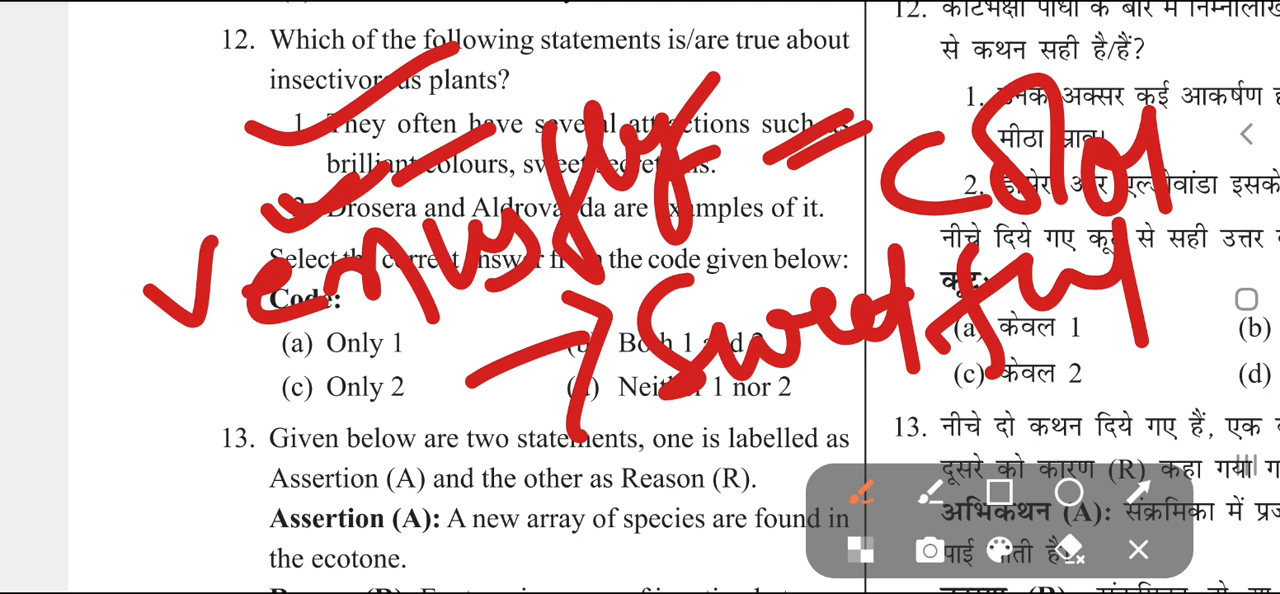 12. Which of the following statements is/are true about
insectivorous plants?
1. They often have several attractions such as
brilliant colours, sweet secretions.
2. Drosera and Aldrovanda are examples of it.
Select the correct answer from the code given below:
Code:
(a) Only 1
(b) Both 1 and 2
(c) Only 2
(d) Neither 1 nor 2
13. Given below are two statements, one is labelled as
Assertion (A) and the other as Reason (R).
Assertion (A): A new array of species are found in
the ecotone.
venus fly = color
→ Sweet ful
12. कीटभक्षी पौधों के बारे में
से कथन सही है/हैं?
1. उनके अक्सर कई आकर्षण
मीठा स्राव।
2. ड्रोसेरा और एल्ड्रोवांडा इसके
नीचे दिये गए कूट से सही उत्तर
कूट:
(a) केवल 1
(b)
(c) केवल 2
(d)
13. नीचे दो कथन दिये गए हैं, एक
दूसरे को कारण (R) कहा गया
अभिकथन (A): संक्रमिका में
पाई जाती है।